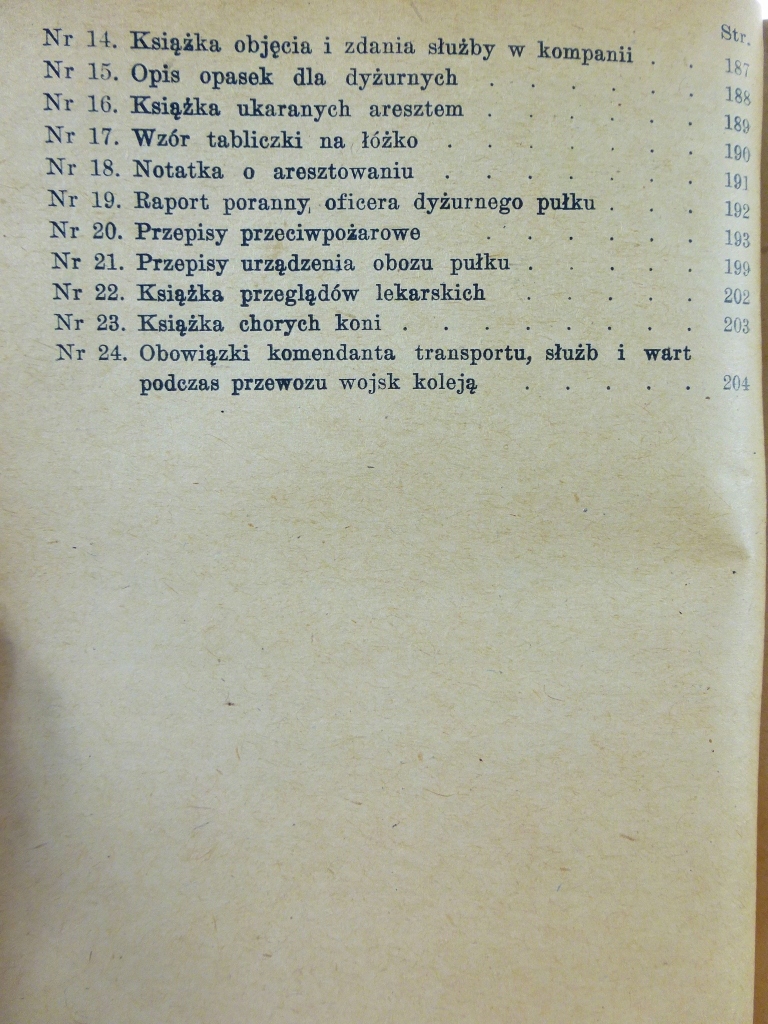 Str.
Nr 14. Książka objęcia i zdania służby w kompanii . . 187
Nr 15. Opis opasek dla dyżurnych . . . . . . 188
Nr 16. Książka ukaranych aresztem . . . . . . 189
Nr 17. Wzór tabliczki na łóżko . . . . . . . 190
Nr 18. Notatka o aresztowaniu . . . . . . . 191
Nr 19. Raport poranny oficera dyżurnego pułku . . . 192
Nr 20. Przepisy przeciwpożarowe . . . . . . 193
Nr 21. Przepisy urządzenia obozu pułku . . . . . 199
Nr 22. Książka przeglądów lekarskich . . . . . 202
Nr 23. Książka chorych koni . . . . . . . . 203
Nr 24. Obowiązki komendanta transportu, służb i wart
podczas przewozu wojsk koleją . . . . . 204